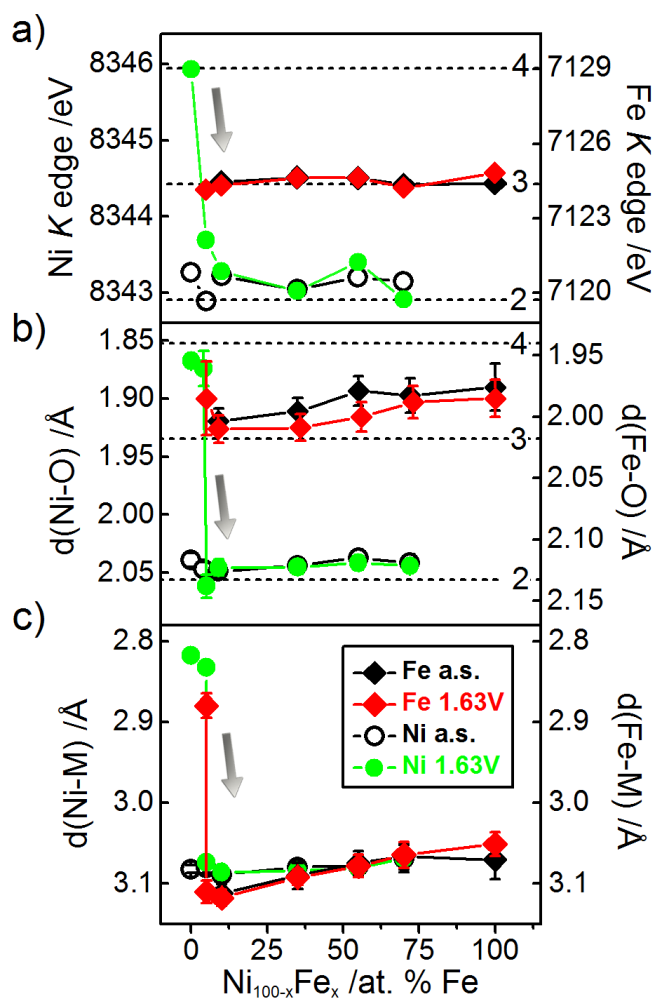 a)
8346
8345
8344
8343
Ni K edge /eV
4
3
2
7129
7126
7123
7120
Fe K edge /eV
b)
1.85
1.90
1.95
2.00
2.05
d(Ni-O) /Å
4
3
2
1.95
2.00
2.05
2.10
2.15
d(Fe-O) /Å
c)
2.8
2.9
3.0
3.1
d(Ni-M) /Å
Fe a.s.
Fe 1.63V
Ni a.s.
Ni 1.63V
2.8
2.9
3.0
3.1
d(Fe-M) /Å
0 25 50 75 100
Ni₁₀₀₋ₓFeₓ /at. % Fe